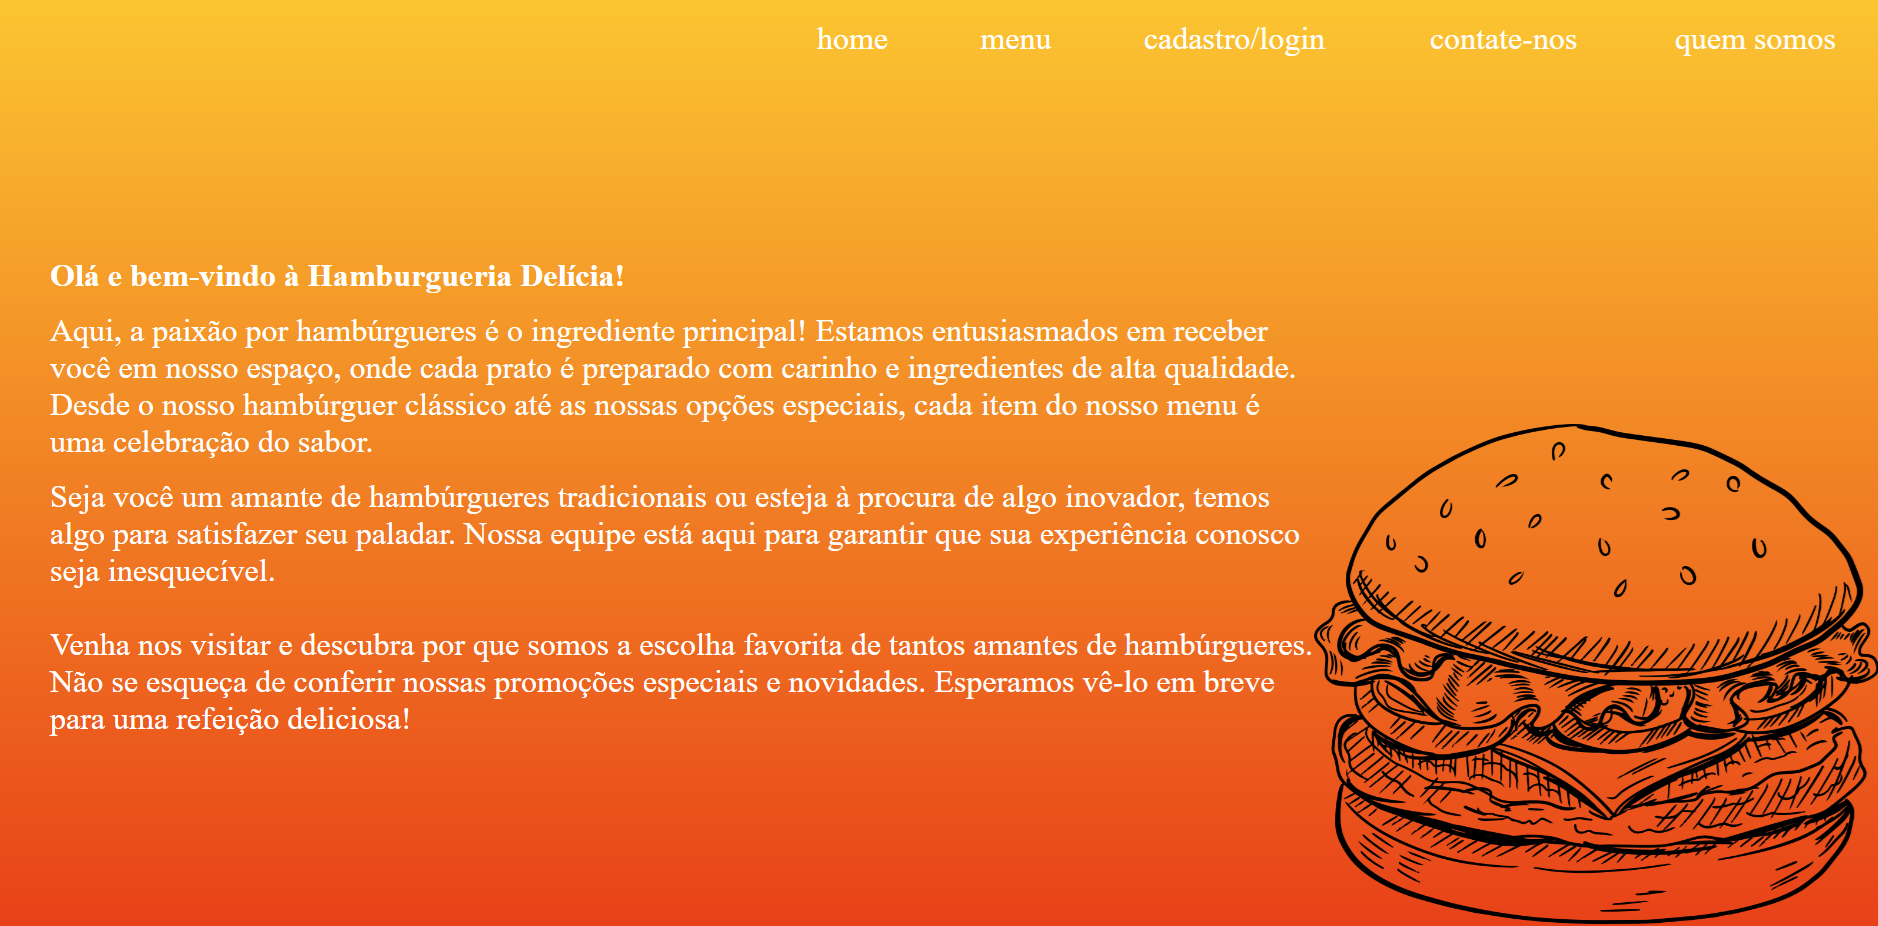 home menu cadastro/login contate-nos quem somos
Olá e bem-vindo à Hamburgueria Delícia!
Aqui, a paixão por hambúrgueres é o ingrediente principal! Estamos entusiasmados em receber
você em nosso espaço, onde cada prato é preparado com carinho e ingredientes de alta qualidade.
Desde o nosso hambúrguer clássico até as nossas opções especiais, cada item do nosso menu é
uma celebração do sabor.
Seja você um amante de hambúrgueres tradicionais ou esteja à procura de algo inovador, temos
algo para satisfazer seu paladar. Nossa equipe está aqui para garantir que sua experiência conosco
seja inesquecível.
Venha nos visitar e descubra por que somos a escolha favorita de tantos amantes de hambúrgueres.
Não se esqueça de conferir nossas promoções especiais e novidades. Esperamos vê-lo em breve
para uma refeição deliciosa!